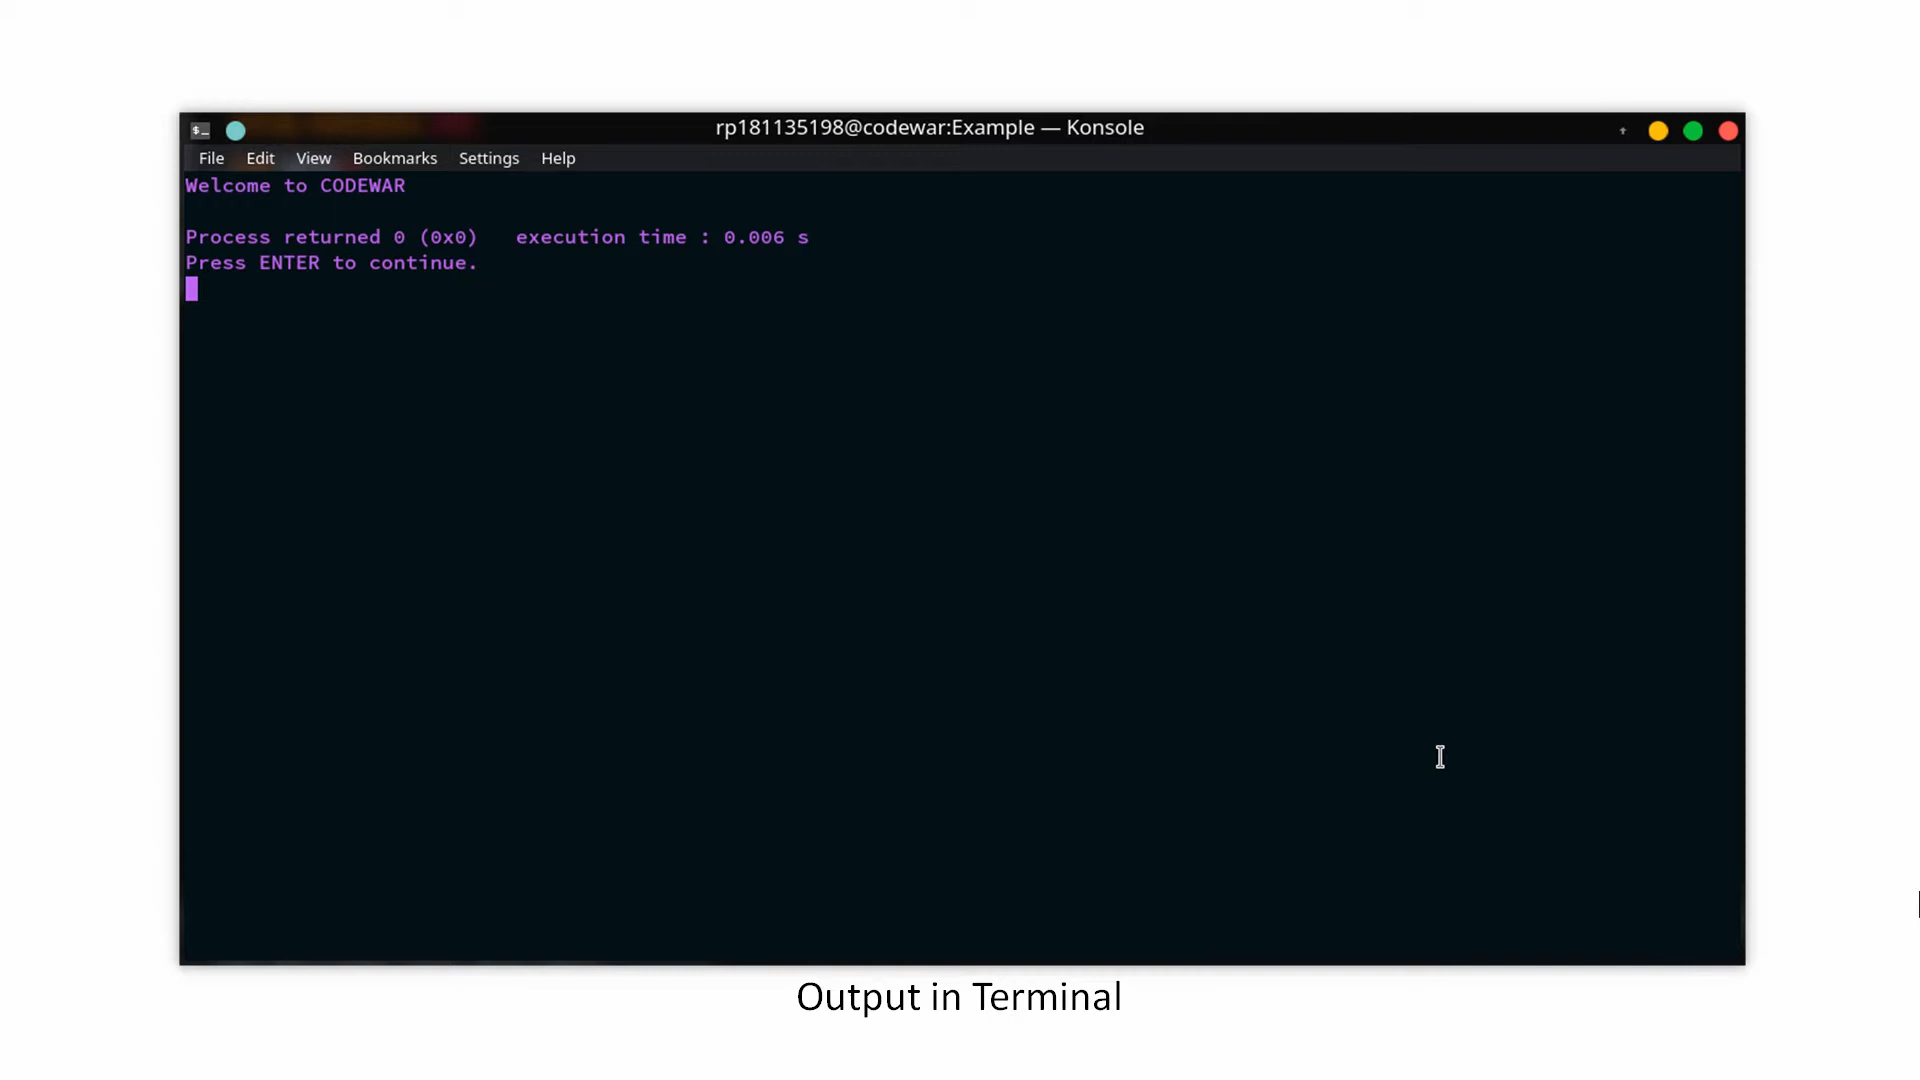 rp181135198@codewar:Example — Konsole
File Edit View Bookmarks Settings Help
Welcome to CODEWAR
Process returned 0 (0x0)   execution time : 0.006 s
Press ENTER to continue.
Output in Terminal